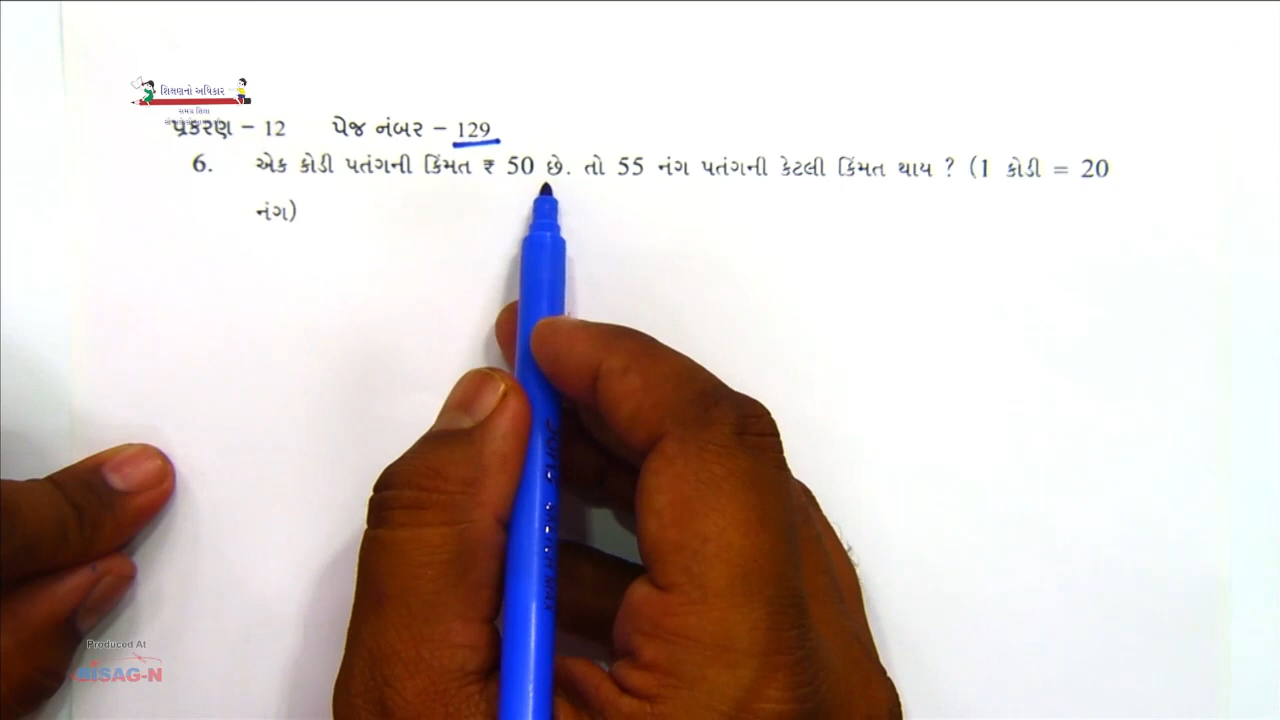 શિક્ષણનો અધિકાર
સમગ્ર શિક્ષા
પ્રકરણ – 12 પેજ નંબર – 129
6. એક કોડી પતંગની કિંમત ₹ 50 છે. તો 55 નંગ પતંગની કેટલી કિંમત થાય ? (1 કોડી = 20
નંગ)
Produced At
BISAG-N